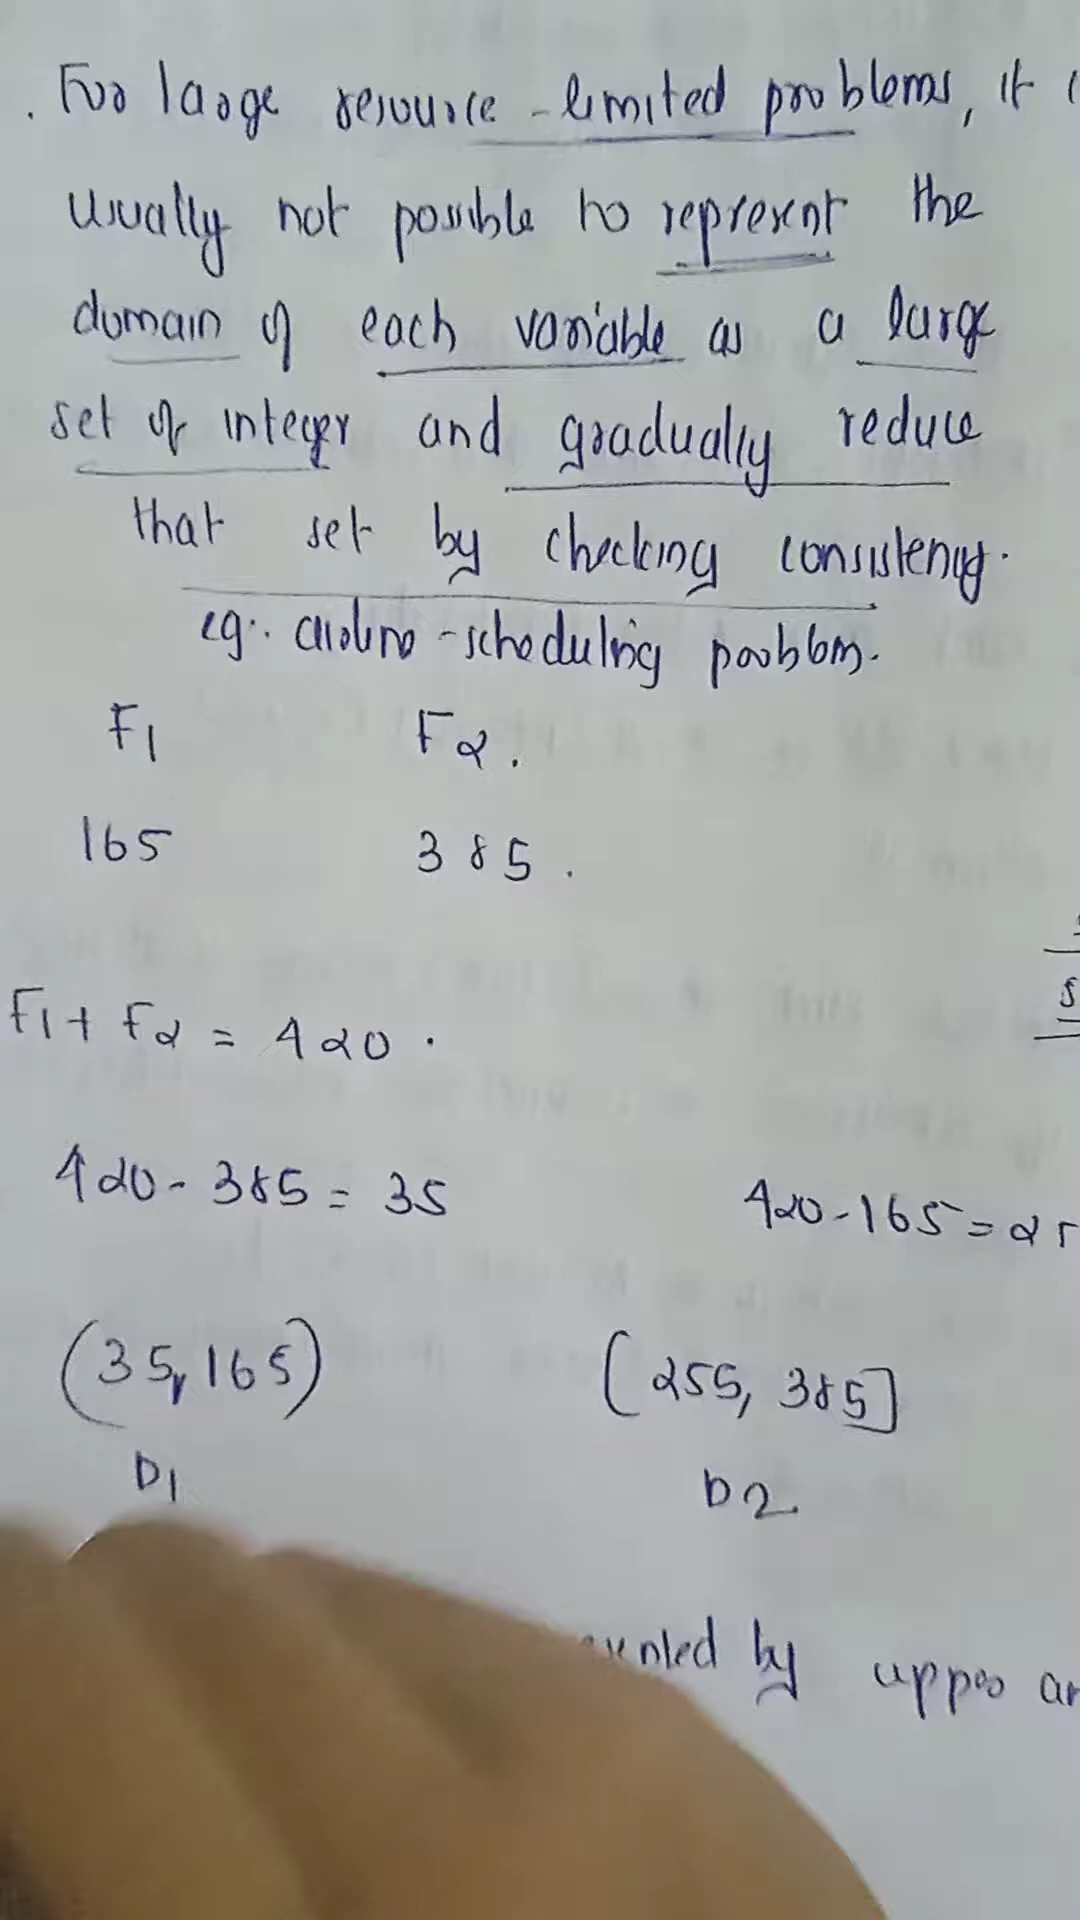 . For large resource - limited problems, it i
usually not possible to represent the
domain of each variable as a large
set of integer and gradually reduce
that set by checking consistency.
eg:. airline - scheduling problem.
F1 F2.
165 385.
F1 + F2 = 420.
420 - 385 = 35 420 - 165 = 25
(35, 165) [255, 385]
D1 D2.
by upper an